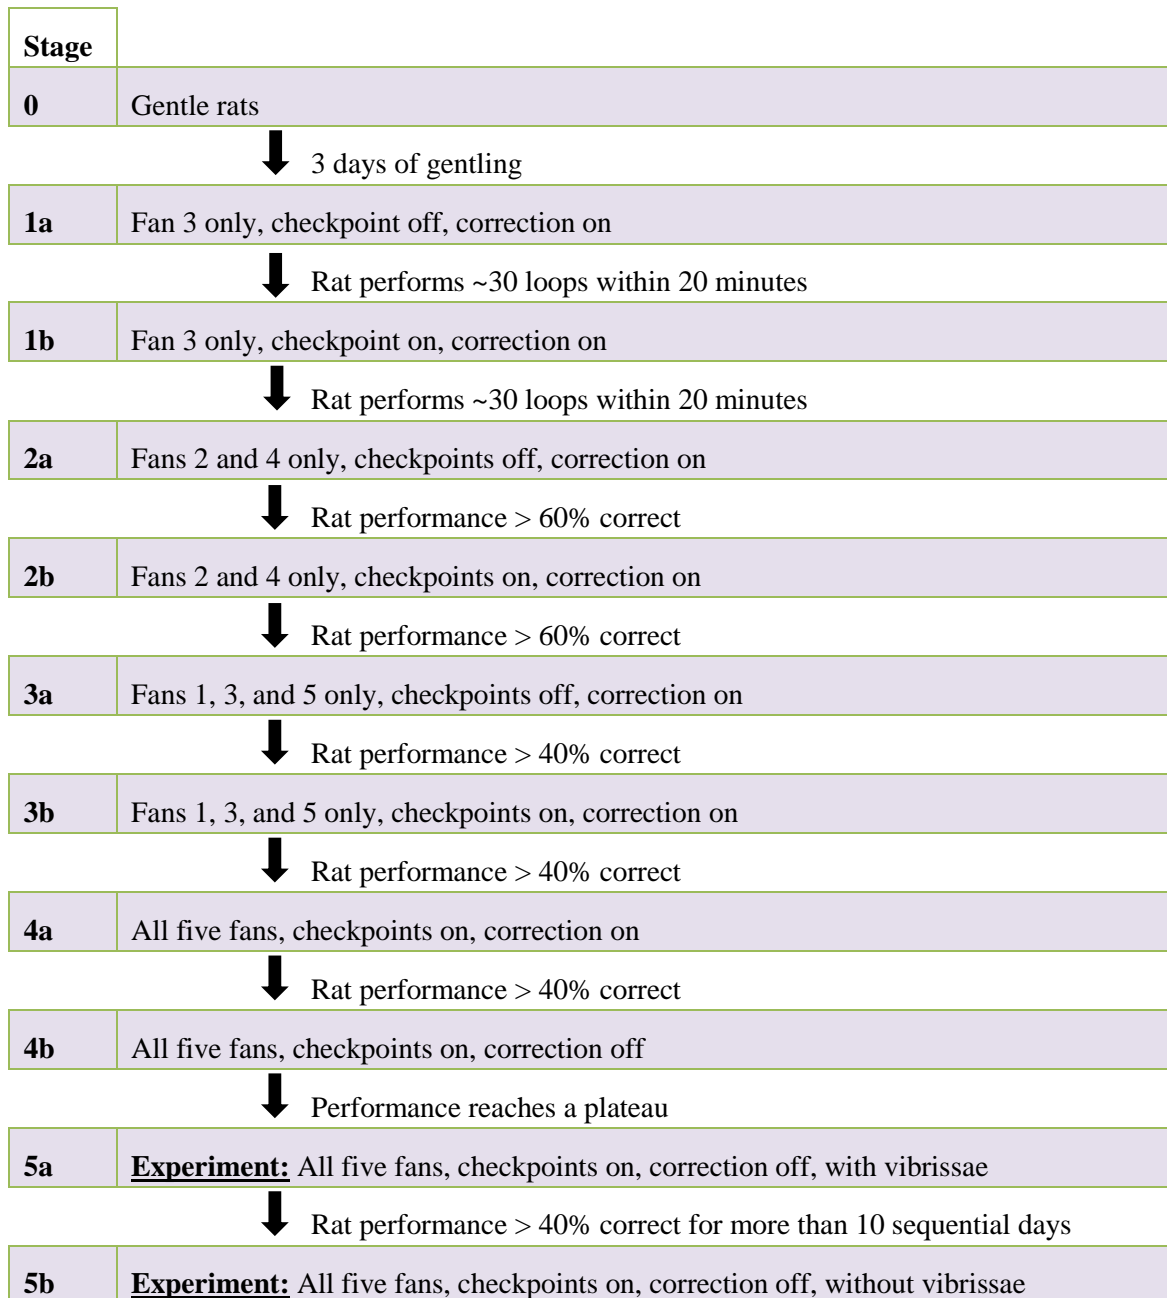 Stage
0 Gentle rats
3 days of gentling
1a Fan 3 only, checkpoint off, correction on
Rat performs ~30 loops within 20 minutes
1b Fan 3 only, checkpoint on, correction on
Rat performs ~30 loops within 20 minutes
2a Fans 2 and 4 only, checkpoints off, correction on
Rat performance > 60% correct
2b Fans 2 and 4 only, checkpoints on, correction on
Rat performance > 60% correct
3a Fans 1, 3, and 5 only, checkpoints off, correction on
Rat performance > 40% correct
3b Fans 1, 3, and 5 only, checkpoints on, correction on
Rat performance > 40% correct
4a All five fans, checkpoints on, correction on
Rat performance > 40% correct
4b All five fans, checkpoints on, correction off
Performance reaches a plateau
5a Experiment: All five fans, checkpoints on, correction off, with vibrissae
Rat performance > 40% correct for more than 10 sequential days
5b Experiment: All five fans, checkpoints on, correction off, without vibrissae